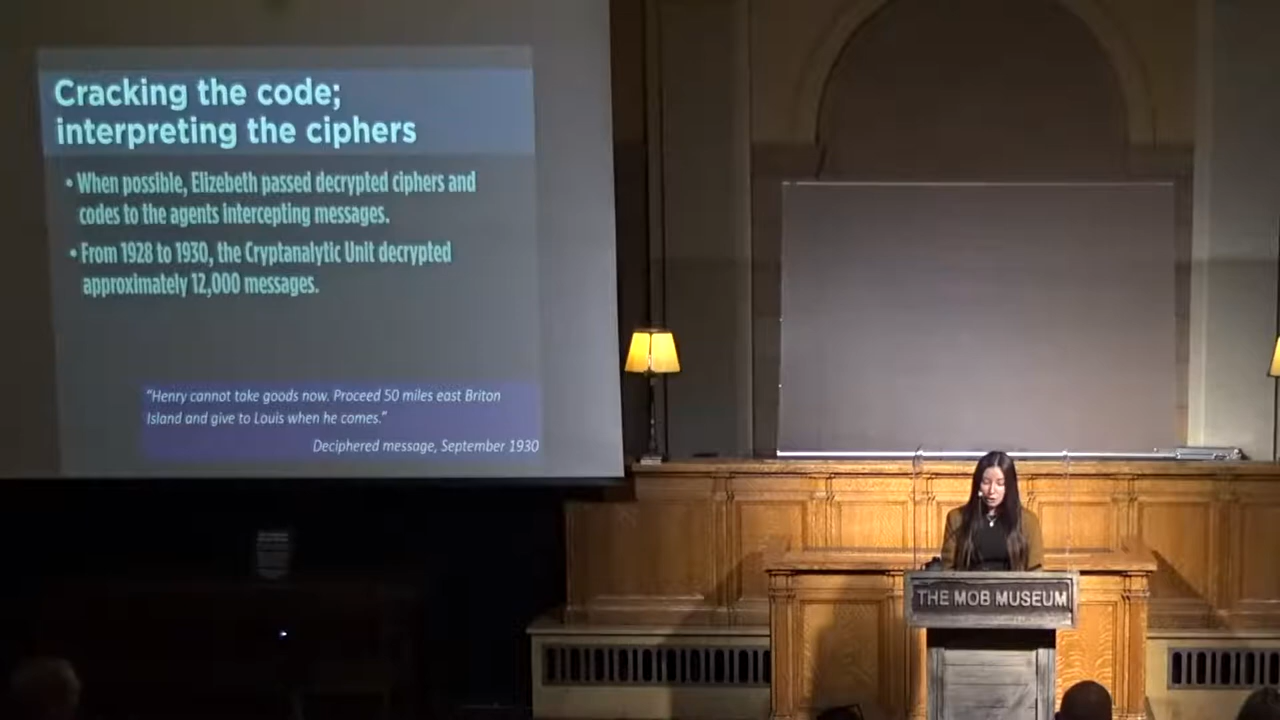 Cracking the code;
interpreting the ciphers
• When possible, Elizebeth passed decrypted ciphers and
codes to the agents intercepting messages.
• From 1928 to 1930, the Cryptanalytic Unit decrypted
approximately 12,000 messages.
"Henry cannot take goods now. Proceed 50 miles east Briton
Island and give to Louis when he comes."
Deciphered message, September 1930
THE MOB MUSEUM